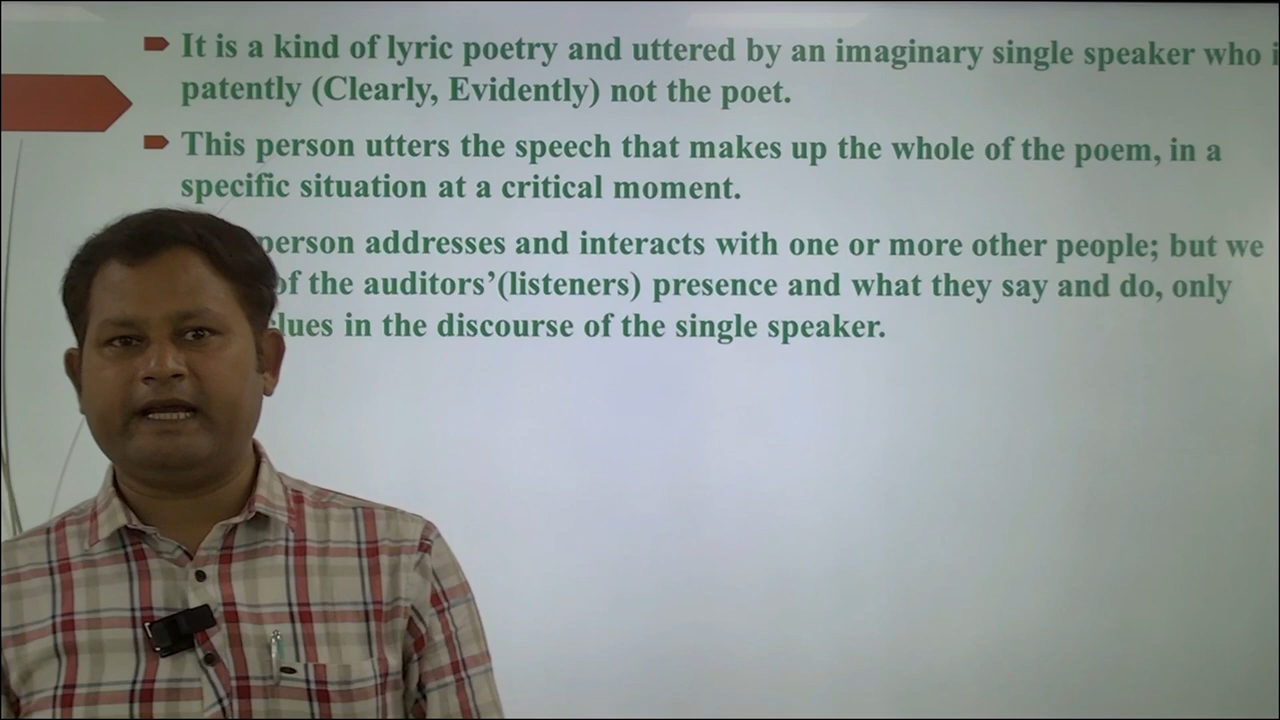 It is a kind of lyric poetry and uttered by an imaginary single speaker who
patently (Clearly, Evidently) not the poet.
This person utters the speech that makes up the whole of the poem, in a
specific situation at a critical moment.
person addresses and interacts with one or more other people; but we
of the auditors’(listeners) presence and what they say and do, only
clues in the discourse of the single speaker.